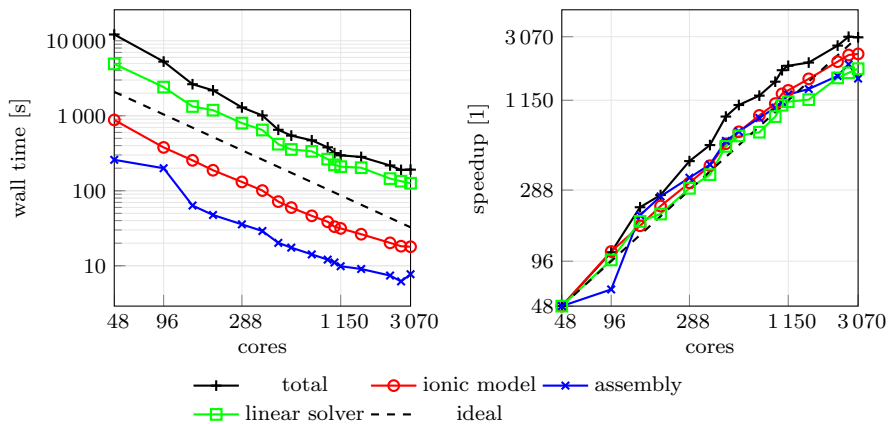 10 000
1 000
100
10
wall time [s]
48 96 288 1 150 3 070
cores
3 070
1 150
288
96
48
speedup [1]
48 96 288 1 150 3 070
cores
total ionic model assembly
linear solver ideal